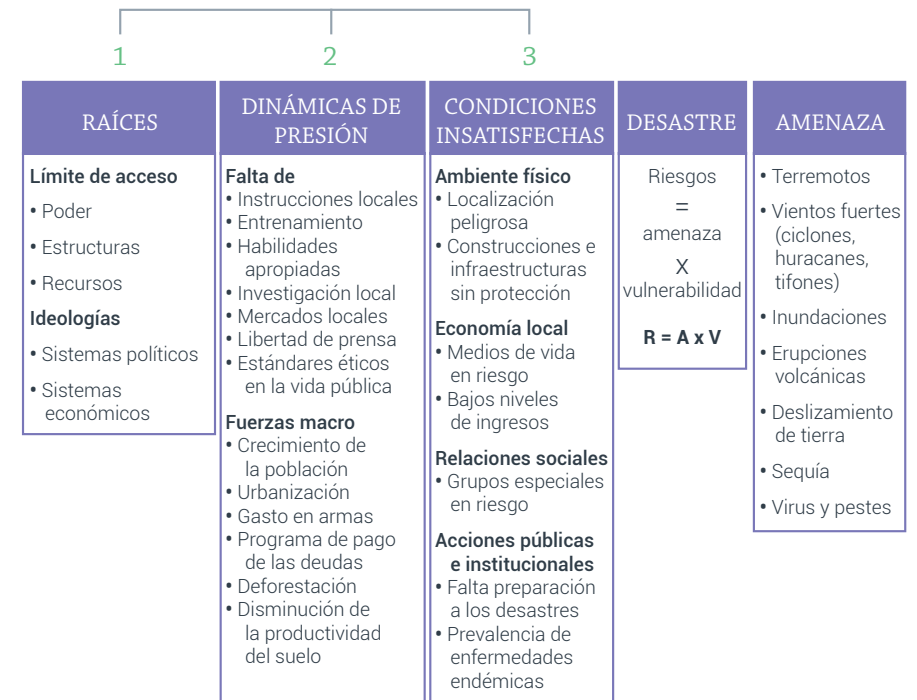 1
2
3
RAÍCES
Límite de acceso
• Poder
• Estructuras
• Recursos
Ideologías
• Sistemas políticos
• Sistemas
económicos
DINÁMICAS DE
PRESIÓN
Falta de
• Instrucciones locales
• Entrenamiento
• Habilidades
apropiadas
• Investigación local
• Mercados locales
• Libertad de prensa
• Estándares éticos
en la vida pública
Fuerzas macro
• Crecimiento de
la población
• Urbanización
• Gasto en armas
• Programa de pago
de las deudas
• Deforestación
• Disminución de
la productividad
del suelo
CONDICIONES
INSATISFECHAS
Ambiente físico
• Localización
peligrosa
• Construcciones e
infraestructuras
sin protección
Economía local
• Medios de vida
en riesgo
• Bajos niveles
de ingresos
Relaciones sociales
• Grupos especiales
en riesgo
Acciones públicas
e institucionales
• Falta preparación
a los desastres
• Prevalencia de
enfermedades
endémicas
DESASTRE
Riesgos
=
amenaza
X
vulnerabilidad
R = A x V
AMENAZA
• Terremotos
• Vientos fuertes
(ciclones,
huracanes,
tifones)
• Inundaciones
• Erupciones
volcánicas
• Deslizamiento
de tierra
• Sequía
• Virus y pestes